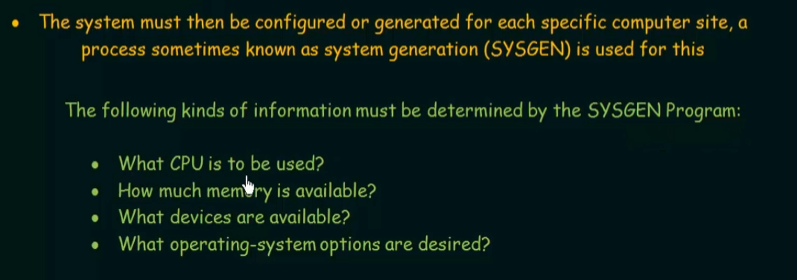 • The system must then be configured or generated for each specific computer site, a
process sometimes known as system generation (SYSGEN) is used for this
The following kinds of information must be determined by the SYSGEN Program:
• What CPU is to be used?
• How much memory is available?
• What devices are available?
• What operating-system options are desired?